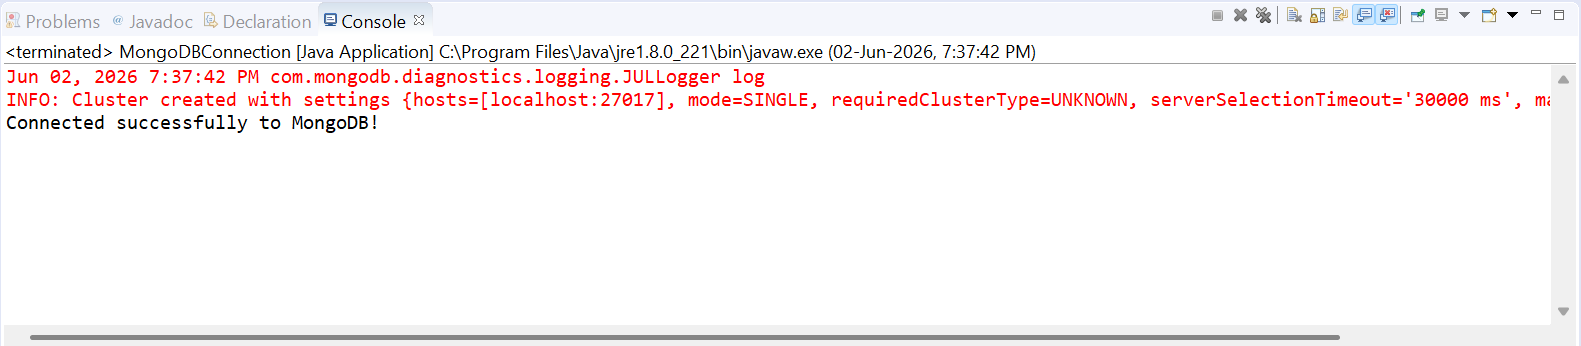 Problems @ Javadoc Declaration Console
<terminated> MongoDBConnection [Java Application] C:\Program Files\Java\jre1.8.0_221\bin\javaw.exe (02-Jun-2026, 7:37:42 PM)
Jun 02, 2026 7:37:42 PM com.mongodb.diagnostics.logging.JULLogger log
INFO: Cluster created with settings {hosts=[localhost:27017], mode=SINGLE, requiredClusterType=UNKNOWN, serverSelectionTimeout='30000 ms', ma
Connected successfully to MongoDB!